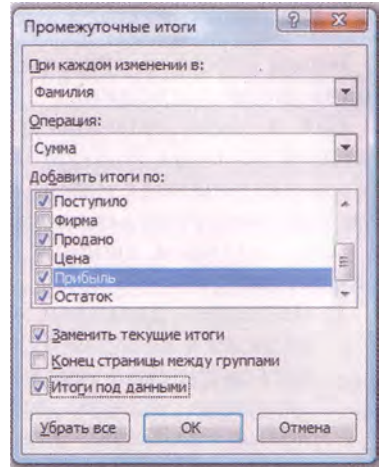 Промежуточные итоги
При каждом изменении в:
Фамилия
Операция:
Сумма
Добавить итоги по:
Поступило
Фирма
Продано
Цена
Прибыль
Остаток
Заменить текущие итоги
Конец страницы между группами
Итоги под данными
Убрать все ОК Отмена